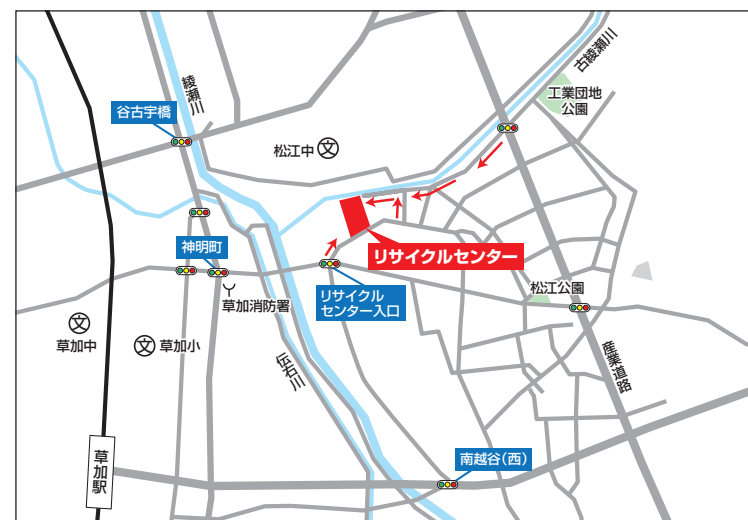 古綾瀬川
綾瀬川
工業団地
公園
谷古宇橋
松江中
文
神明町
リサイクルセンター
リサイクル
センター入口
松江公園
草加消防署
文
草加中
文
草加小
伝右川
産業道路
草加駅
南越谷(西)